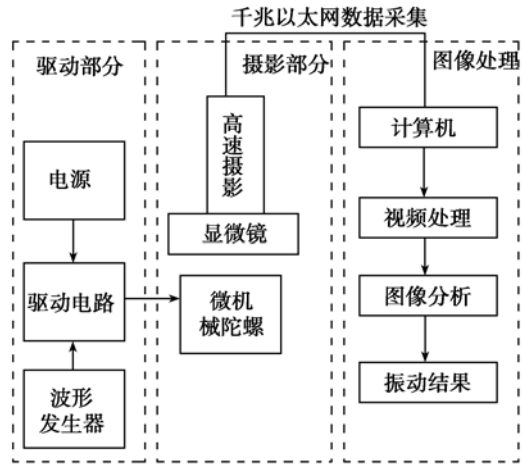 千兆以太网数据采集
驱动部分
电源
驱动电路
波形
发生器
摄影部分
高速摄影
显微镜
微机
械陀螺
图像处理
计算机
视频处理
图像分析
振动结果